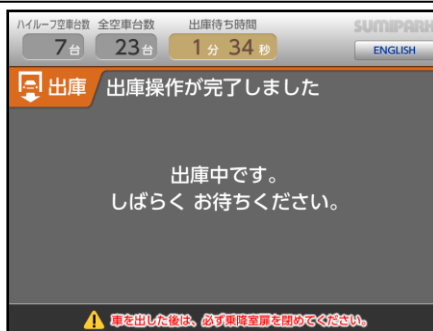 ハイルーフ空車台数 全空車台数 出庫待ち時間 SUMIPARK
7台 23台 1分 34秒 ENGLISH
出庫 出庫操作が完了しました
出庫中です。
しばらく お待ちください。
車を出した後は、必ず乗降室扉を閉めてください。